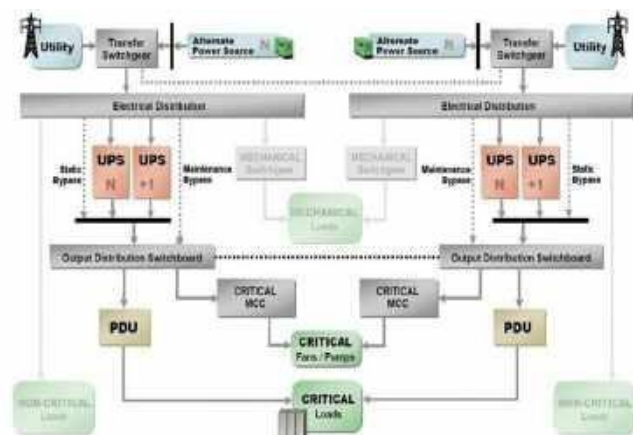 Utility
Transfer
Switchgear
Alternate
Power Source
N
Alternate
Power Source
N
Transfer
Switchgear
Utility
Electrical Distribution
Electrical Distribution
Static
Bypass
UPS
N
UPS
+1
Maintenance
Bypass
MECHANICAL
Switchgear
MECHANICAL
Switchgear
Maintenance
Bypass
UPS
N
UPS
+1
Static
Bypass
MECHANICAL
Loads
Output Distribution Switchboard
Output Distribution Switchboard
CRITICAL
MCC
CRITICAL
MCC
PDU
PDU
CRITICAL
Fans / Pumps
NON-CRITICAL
Loads
CRITICAL
Loads
NON-CRITICAL
Loads